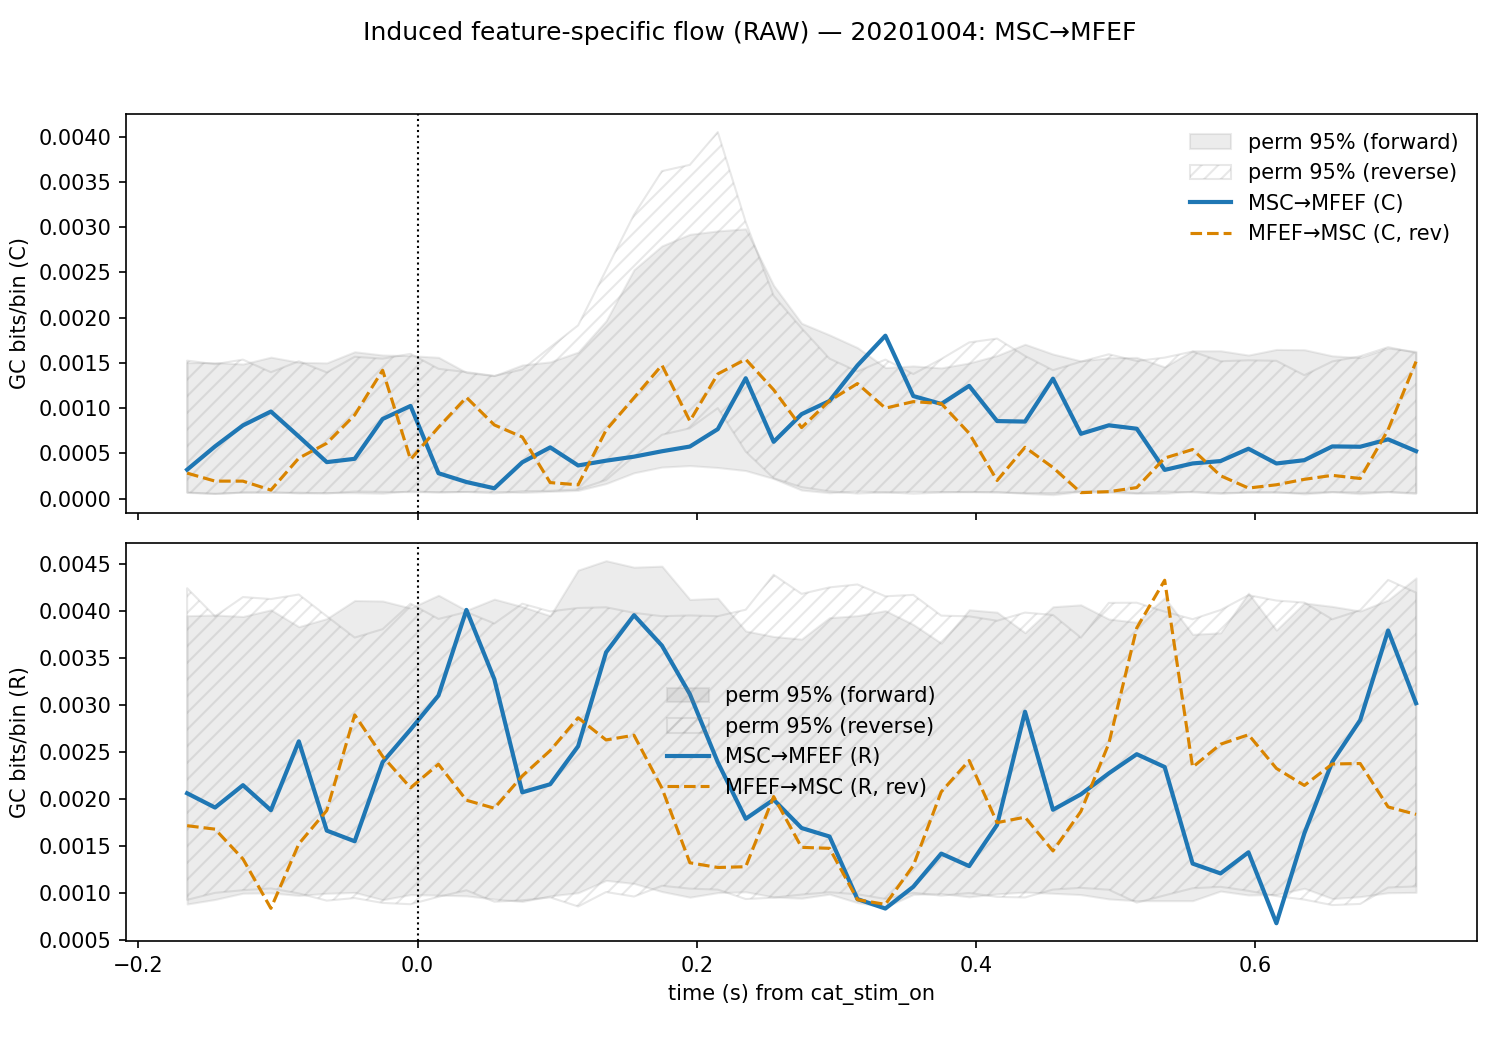 Induced feature-specific flow (RAW) — 20201004: MSC→MFEF
GC bits/bin (C)
0.0040
0.0035
0.0030
0.0025
0.0020
0.0015
0.0010
0.0005
0.0000
perm 95% (forward)
perm 95% (reverse)
MSC→MFEF (C)
MFEF→MSC (C, rev)
GC bits/bin (R)
0.0045
0.0040
0.0035
0.0030
0.0025
0.0020
0.0015
0.0010
0.0005
perm 95% (forward)
perm 95% (reverse)
MSC→MFEF (R)
MFEF→MSC (R, rev)
−0.2 0.0 0.2 0.4 0.6
time (s) from cat_stim_on